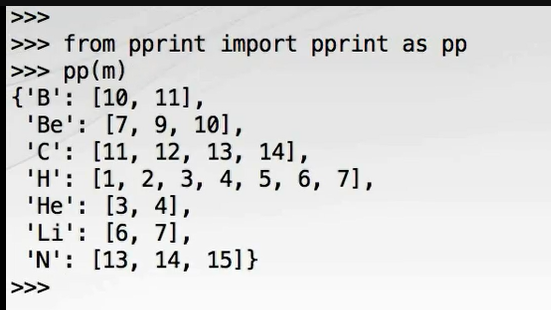 >>>
>>> from pprint import pprint as pp
>>> pp(m)
{'B': [10, 11],
 'Be': [7, 9, 10],
 'C': [11, 12, 13, 14],
 'H': [1, 2, 3, 4, 5, 6, 7],
 'He': [3, 4],
 'Li': [6, 7],
 'N': [13, 14, 15]}
>>>